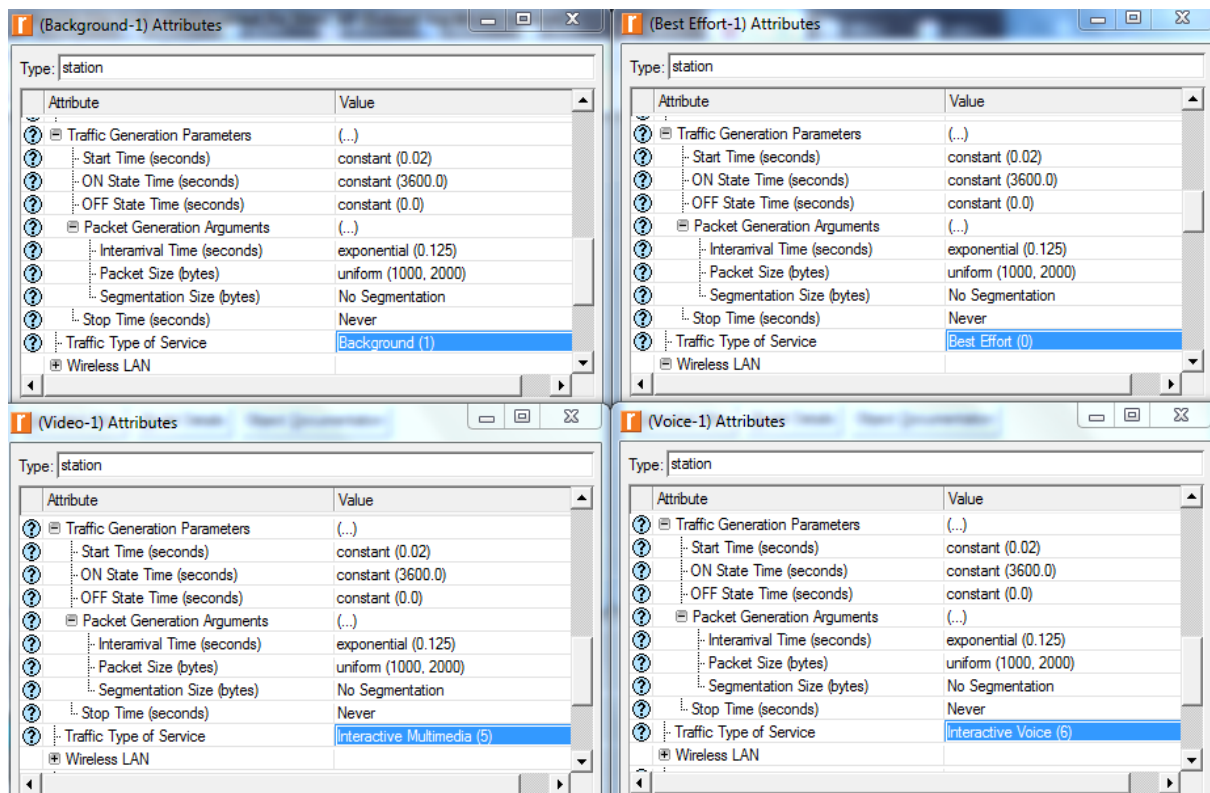 (Background-1) Attributes
Type: station
Attribute Value
Traffic Generation Parameters (...)
Start Time (seconds) constant (0.02)
ON State Time (seconds) constant (3600.0)
OFF State Time (seconds) constant (0.0)
Packet Generation Arguments (...)
Interarrival Time (seconds) exponential (0.125)
Packet Size (bytes) uniform (1000, 2000)
Segmentation Size (bytes) No Segmentation
Stop Time (seconds) Never
Traffic Type of Service Background (1)
Wireless LAN
(Best Effort-1) Attributes
Type: station
Attribute Value
Traffic Generation Parameters (...)
Start Time (seconds) constant (0.02)
ON State Time (seconds) constant (3600.0)
OFF State Time (seconds) constant (0.0)
Packet Generation Arguments (...)
Interarrival Time (seconds) exponential (0.125)
Packet Size (bytes) uniform (1000, 2000)
Segmentation Size (bytes) No Segmentation
Stop Time (seconds) Never
Traffic Type of Service Best Effort (0)
Wireless LAN
(Video-1) Attributes
Type: station
Attribute Value
Traffic Generation Parameters (...)
Start Time (seconds) constant (0.02)
ON State Time (seconds) constant (3600.0)
OFF State Time (seconds) constant (0.0)
Packet Generation Arguments (...)
Interarrival Time (seconds) exponential (0.125)
Packet Size (bytes) uniform (1000, 2000)
Segmentation Size (bytes) No Segmentation
Stop Time (seconds) Never
Traffic Type of Service Interactive Multimedia (5)
Wireless LAN
(Voice-1) Attributes
Type: station
Attribute Value
Traffic Generation Parameters (...)
Start Time (seconds) constant (0.02)
ON State Time (seconds) constant (3600.0)
OFF State Time (seconds) constant (0.0)
Packet Generation Arguments (...)
Interarrival Time (seconds) exponential (0.125)
Packet Size (bytes) uniform (1000, 2000)
Segmentation Size (bytes) No Segmentation
Stop Time (seconds) Never
Traffic Type of Service Interactive Voice (6)
Wireless LAN